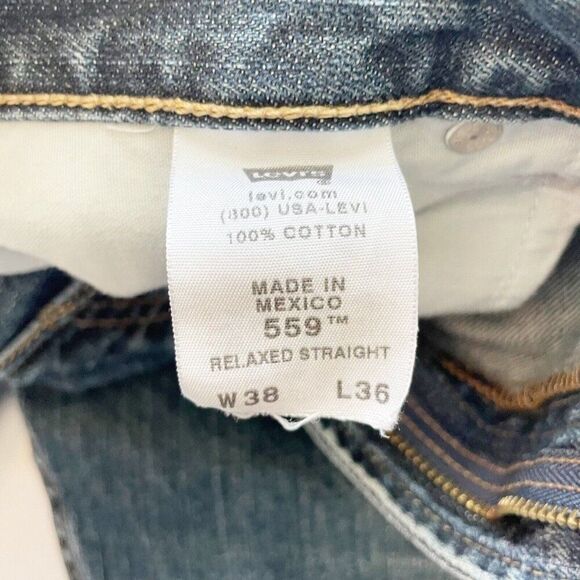 Levi's
levi.com
(800) USA-LEVI
100% COTTON
MADE IN
MEXICO
559™
RELAXED STRAIGHT
W38 L36